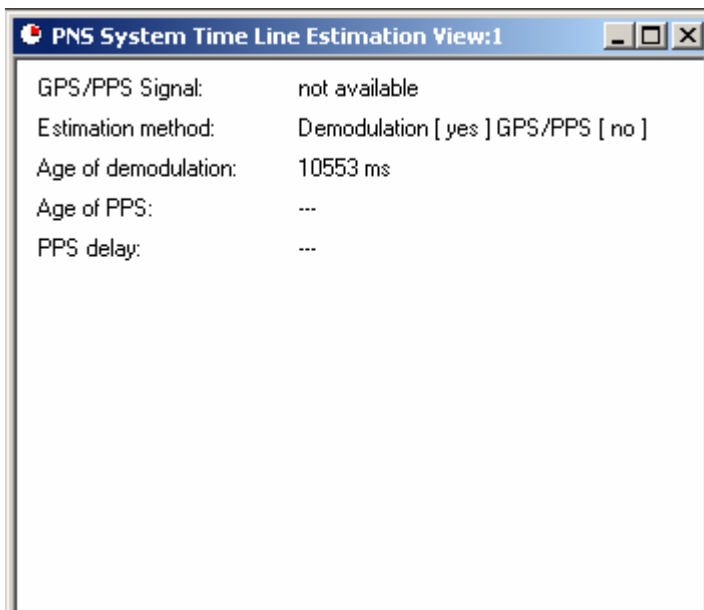 PNS System Time Line Estimation View:1
GPS/PPS Signal: not available
Estimation method: Demodulation [ yes ] GPS/PPS [ no ]
Age of demodulation: 10553 ms
Age of PPS: ---
PPS delay: ---